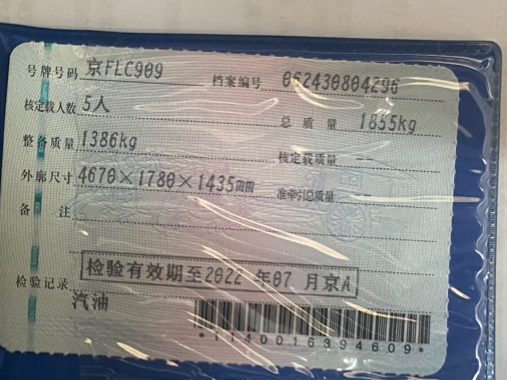 号牌号码 京FLC909 档案编号 062430804296
核定载人数 5人 总质量 1855kg
整备质量 1386kg 核定载质量 --
外廓尺寸 4670×1780×1435mm 准牵引总质量
备注
检验有效期至2022年07月京A
检验记录
汽油
*1140016394609*